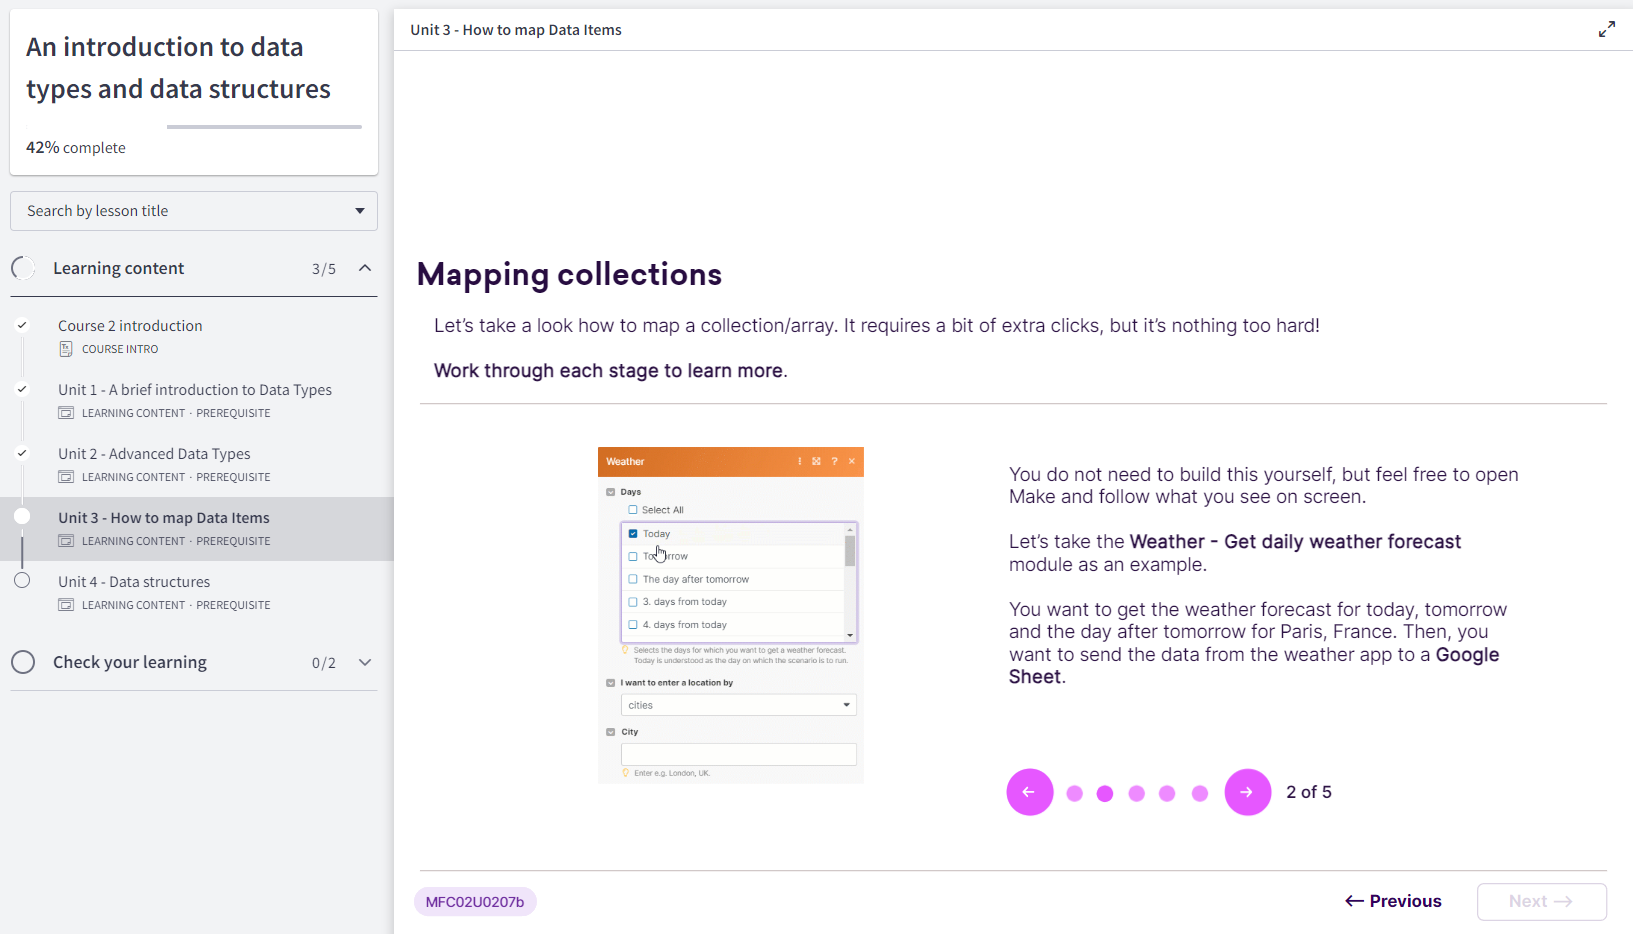 An introduction to data
types and data structures
42% complete
Search by lesson title
Learning content 3/5
Course 2 introduction
COURSE INTRO
Unit 1 - A brief introduction to Data Types
LEARNING CONTENT · PREREQUISITE
Unit 2 - Advanced Data Types
LEARNING CONTENT · PREREQUISITE
Unit 3 - How to map Data Items
LEARNING CONTENT · PREREQUISITE
Unit 4 - Data structures
LEARNING CONTENT · PREREQUISITE
Check your learning 0/2
Unit 3 - How to map Data Items
Mapping collections
Let's take a look how to map a collection/array. It requires a bit of extra clicks, but it's nothing too hard!
Work through each stage to learn more.
Weather
Days
Select All
Today
Tomorrow
The day after tomorrow
3. days from today
4. days from today
Selects the days for which you want to get a weather forecast.
Today is understood as the day on which the scenario is to run.
I want to enter a location by
cities
City
Enter e.g. London, UK.
You do not need to build this yourself, but feel free to open
Make and follow what you see on screen.
Let's take the Weather - Get daily weather forecast
module as an example.
You want to get the weather forecast for today, tomorrow
and the day after tomorrow for Paris, France. Then, you
want to send the data from the weather app to a Google
Sheet.
2 of 5
MFC02U0207b
← Previous
Next →